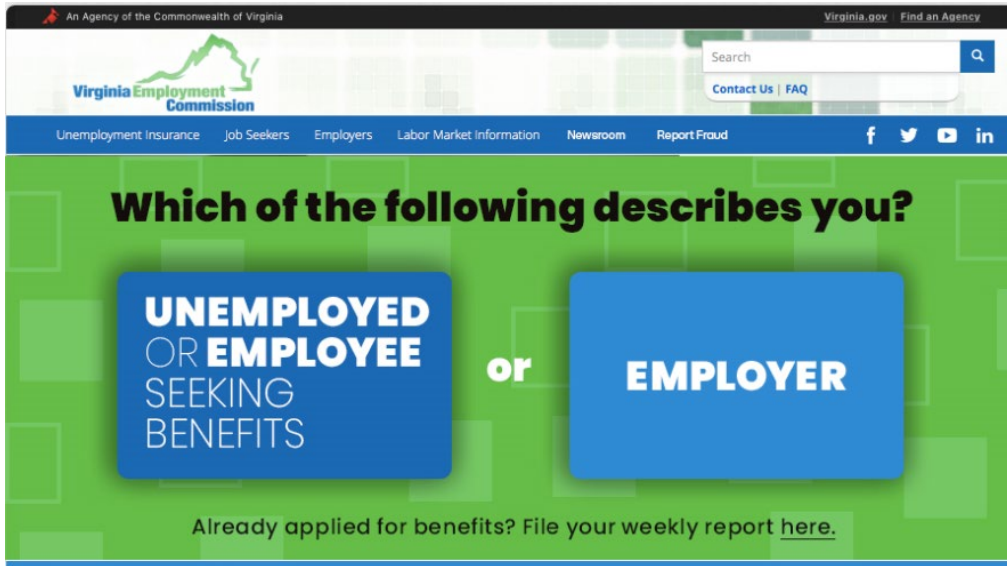 An Agency of the Commonwealth of Virginia
Virginia.gov | Find an Agency
Virginia Employment
Commission
Search
Contact Us | FAQ
Unemployment Insurance Job Seekers Employers Labor Market Information Newsroom Report Fraud
Which of the following describes you?
UNEMPLOYED
OR EMPLOYEE
SEEKING
BENEFITS
or
EMPLOYER
Already applied for benefits? File your weekly report here.